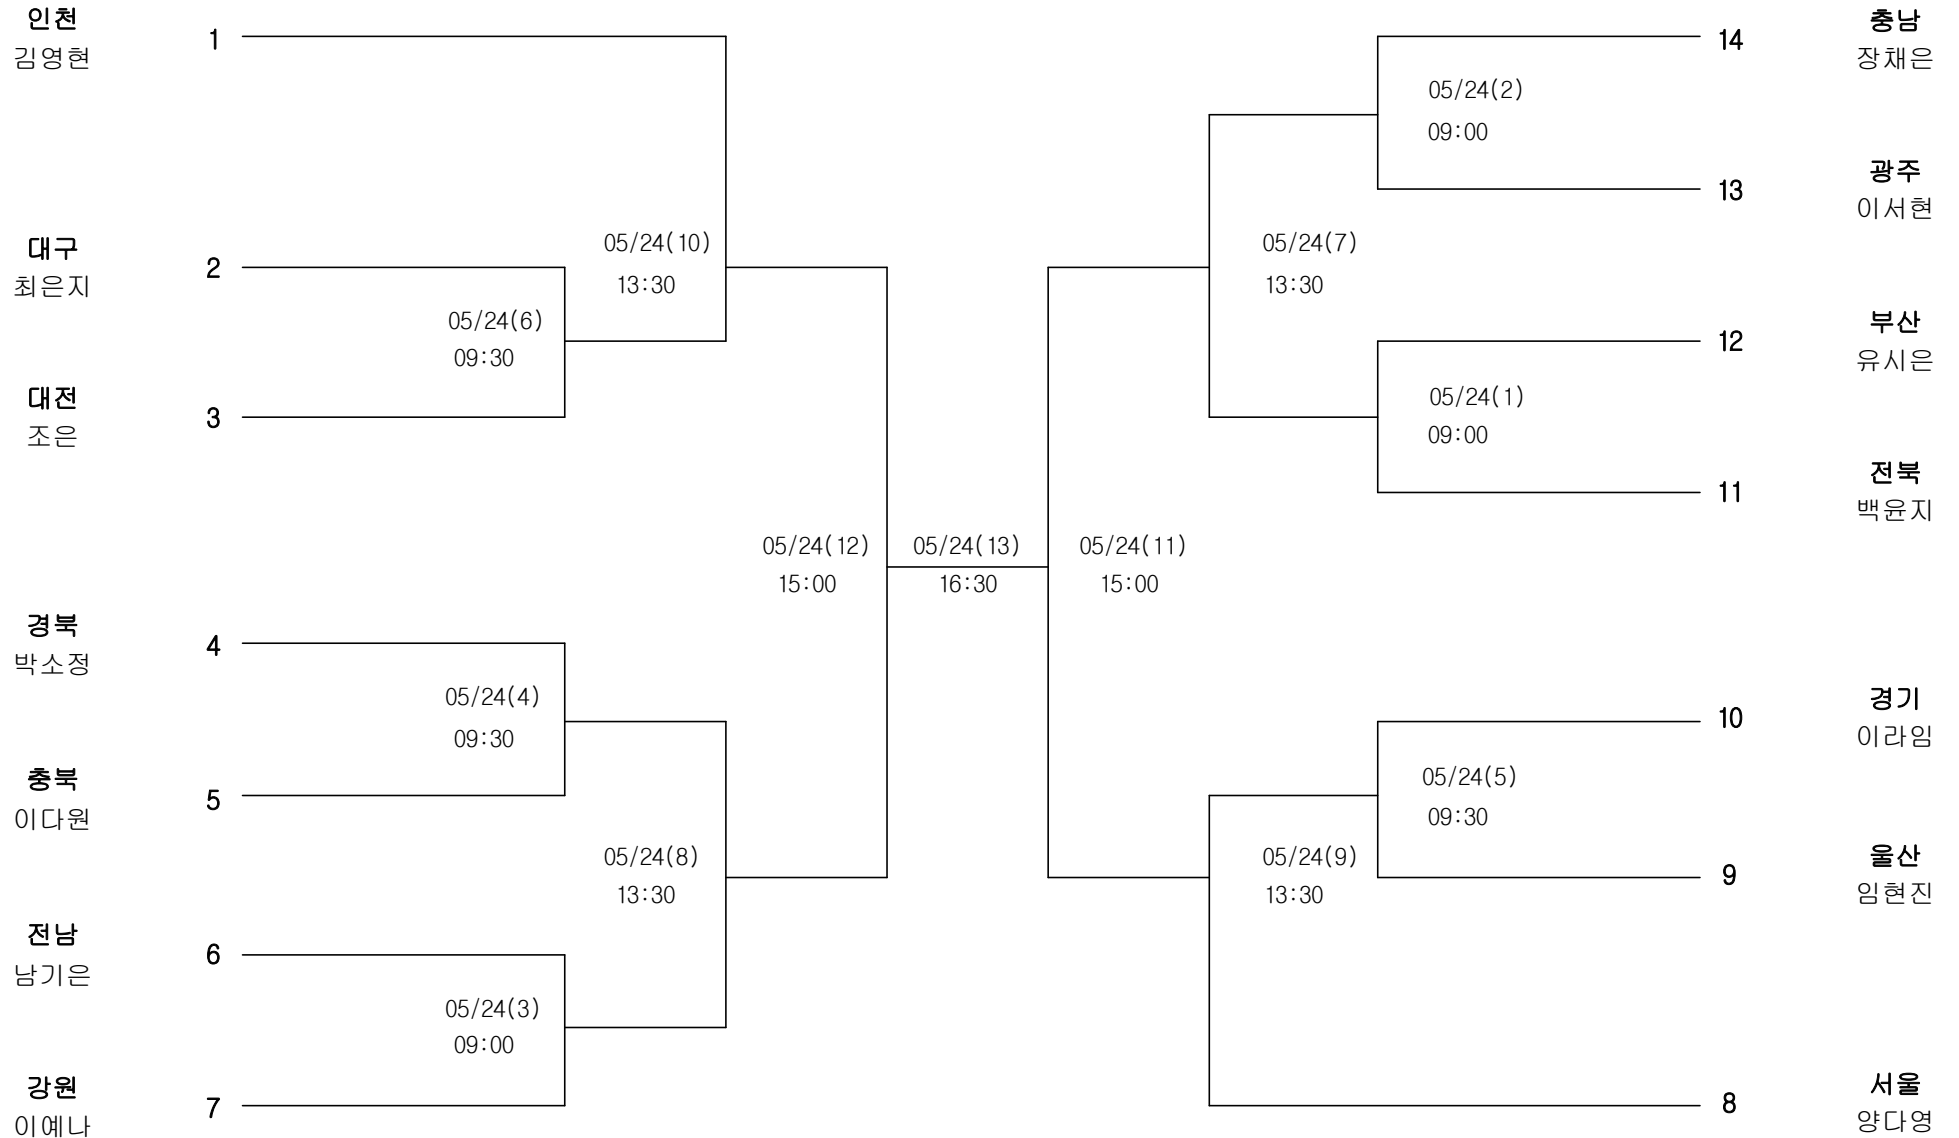 인천
김영현
1
대구
최은지
2
대전
조은
3
경북
박소정
4
충북
이다원
5
전남
남기은
6
강원
이예나
7
05/24(6)
09:30
05/24(10)
13:30
05/24(4)
09:30
05/24(3)
09:00
05/24(8)
13:30
05/24(12)
15:00
05/24(13)
16:30
05/24(11)
15:00
05/24(7)
13:30
05/24(9)
13:30
05/24(2)
09:00
05/24(1)
09:00
05/24(5)
09:30
14
충남
장채은
13
광주
이서현
12
부산
유시은
11
전북
백윤지
10
경기
이라임
9
울산
임현진
8
서울
양다영